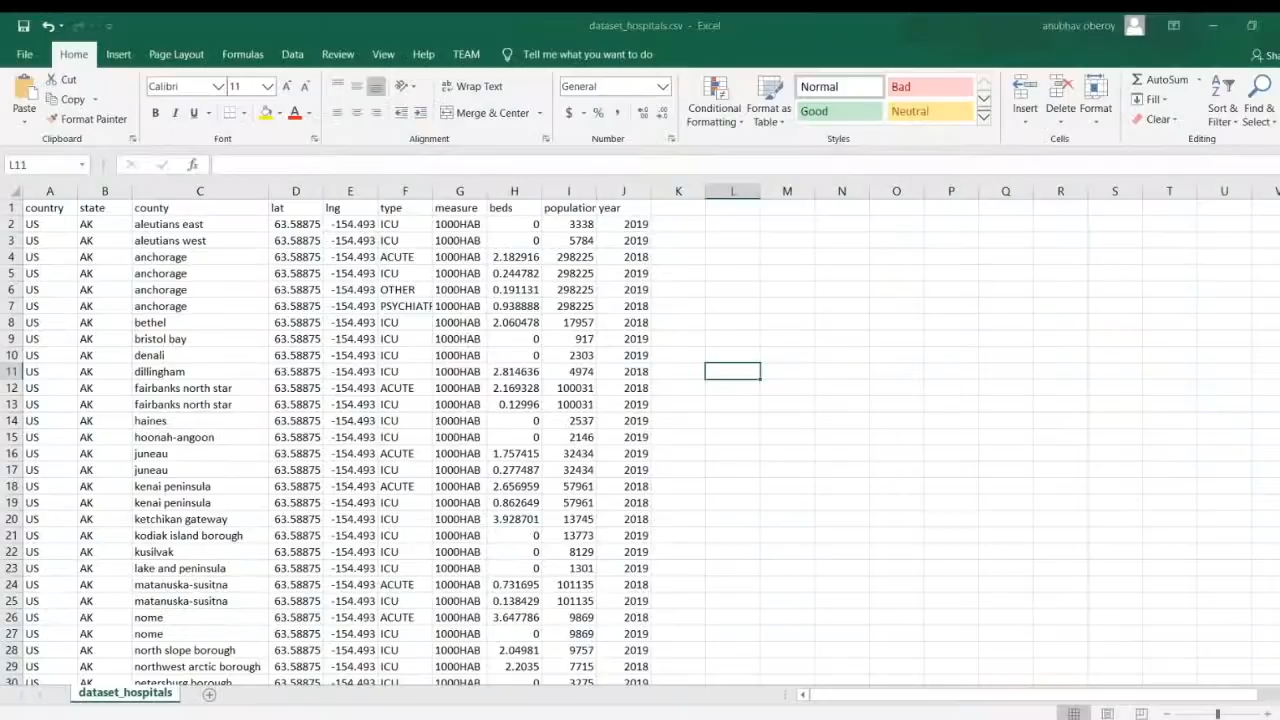 dataset_hospitals.csv - Excel
anubhav oberoy
File Home Insert Page Layout Formulas Data Review View Help TEAM Tell me what you want to do
Paste
Cut
Copy
Format Painter
Clipboard
Calibri 11
B I U A
Font
Wrap Text
Merge & Center
Alignment
General
$ % ,
Number
Conditional Formatting
Format as Table
Normal Bad
Good Neutral
Styles
Insert Delete Format
Cells
AutoSum
Fill
Clear
Sort & Filter
Find & Select
Editing
L11 fx
A B C D E F G H I J K L M N O P Q R S T U
1 country state county lat lng type measure beds population year
2 US AK aleutians east 63.58875 -154.493 ICU 1000HAB 0 3338 2019
3 US AK aleutians west 63.58875 -154.493 ICU 1000HAB 0 5784 2019
4 US AK anchorage 63.58875 -154.493 ACUTE 1000HAB 2.182916 298225 2018
5 US AK anchorage 63.58875 -154.493 ICU 1000HAB 0.244782 298225 2019
6 US AK anchorage 63.58875 -154.493 OTHER 1000HAB 0.191131 298225 2019
7 US AK anchorage 63.58875 -154.493 PSYCHIATR 1000HAB 0.938888 298225 2018
8 US AK bethel 63.58875 -154.493 ICU 1000HAB 2.060478 17957 2018
9 US AK bristol bay 63.58875 -154.493 ICU 1000HAB 0 917 2019
10 US AK denali 63.58875 -154.493 ICU 1000HAB 0 2303 2019
11 US AK dillingham 63.58875 -154.493 ICU 1000HAB 2.814636 4974 2018
12 US AK fairbanks north star 63.58875 -154.493 ACUTE 1000HAB 2.169328 100031 2018
13 US AK fairbanks north star 63.58875 -154.493 ICU 1000HAB 0.12996 100031 2019
14 US AK haines 63.58875 -154.493 ICU 1000HAB 0 2537 2019
15 US AK hoonah-angoon 63.58875 -154.493 ICU 1000HAB 0 2146 2019
16 US AK juneau 63.58875 -154.493 ACUTE 1000HAB 1.757415 32434 2018
17 US AK juneau 63.58875 -154.493 ICU 1000HAB 0.277487 32434 2019
18 US AK kenai peninsula 63.58875 -154.493 ACUTE 1000HAB 2.656959 57961 2018
19 US AK kenai peninsula 63.58875 -154.493 ICU 1000HAB 0.862649 57961 2019
20 US AK ketchikan gateway 63.58875 -154.493 ICU 1000HAB 3.928701 13745 2018
21 US AK kodiak island borough 63.58875 -154.493 ICU 1000HAB 0 13773 2019
22 US AK kusilvak 63.58875 -154.493 ICU 1000HAB 0 8129 2019
23 US AK lake and peninsula 63.58875 -154.493 ICU 1000HAB 0 1301 2019
24 US AK matanuska-susitna 63.58875 -154.493 ACUTE 1000HAB 0.731695 101135 2018
25 US AK matanuska-susitna 63.58875 -154.493 ICU 1000HAB 0.138429 101135 2019
26 US AK nome 63.58875 -154.493 ACUTE 1000HAB 3.647786 9869 2018
27 US AK nome 63.58875 -154.493 ICU 1000HAB 0 9869 2019
28 US AK north slope borough 63.58875 -154.493 ICU 1000HAB 2.04981 9757 2019
29 US AK northwest arctic borough 63.58875 -154.493 ICU 1000HAB 2.2035 7715 2018
30 US AK petersburg borough 63.58875 -154.493 ICU 1000HAB 0 3275 2019
dataset_hospitals